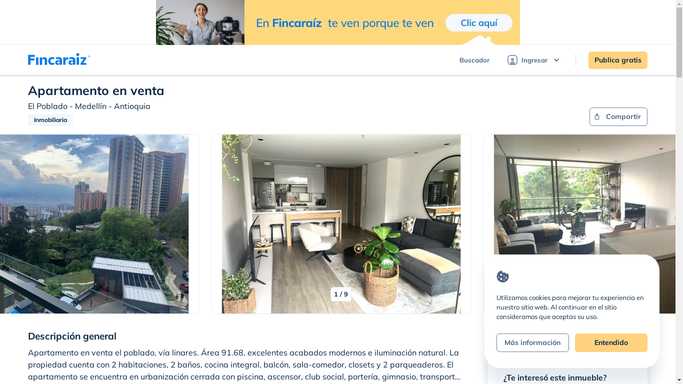 En Fincaraíz te ven porque te ven
Clic aquí
Fincaraiz
Buscador
Ingresar
Publica gratis
Apartamento en venta
El Poblado - Medellín - Antioquia
Inmobiliaria
Compartir
1 / 9
Utilizamos cookies para mejorar tu experiencia en
nuestro sitio web. Al continuar en el sitio
consideramos que aceptas su uso.
Más información
Entendido
Descripción general
Apartamento en venta el poblado, vía linares. Área 91.68, excelentes acabados modernos e iluminación natural. La
propiedad cuenta con 2 habitaciones, 2 baños, cocina integral, balcón, sala-comedor, closets y 2 parqueaderos. El
apartamento se encuentra en urbanización cerrada con piscina, ascensor, club social, portería, gimnasio, transport...
¿Te interesó este inmueble?